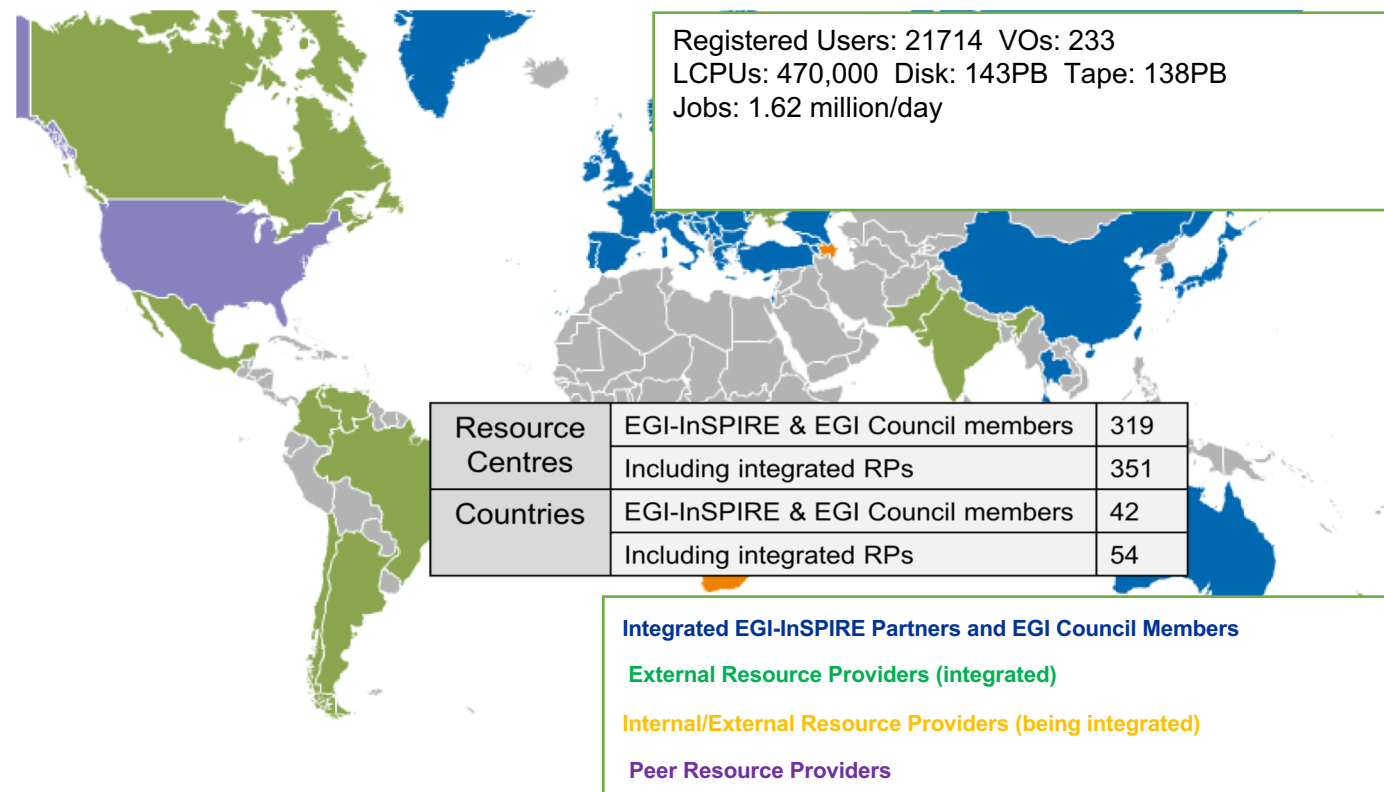 Registered Users: 21714  VOs: 233
LCPUs: 470,000  Disk: 143PB  Tape: 138PB
Jobs: 1.62 million/day
Resource Centres
EGI-InSPIRE & EGI Council members 319
Including integrated RPs 351
Countries
EGI-InSPIRE & EGI Council members 42
Including integrated RPs 54
Integrated EGI-InSPIRE Partners and EGI Council Members
External Resource Providers (integrated)
Internal/External Resource Providers (being integrated)
Peer Resource Providers